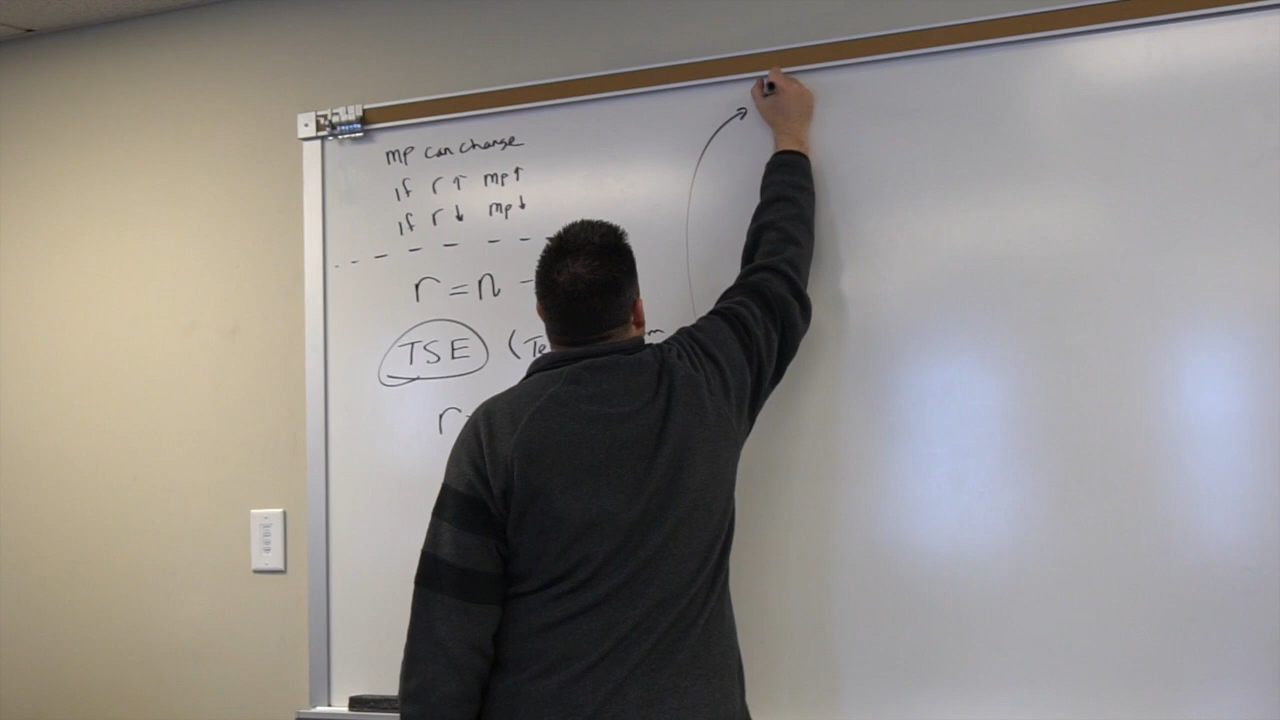 mp can change
If r ↑ mp ↑
If r ↓ mp ↓
r = n -
TSE (Te
r